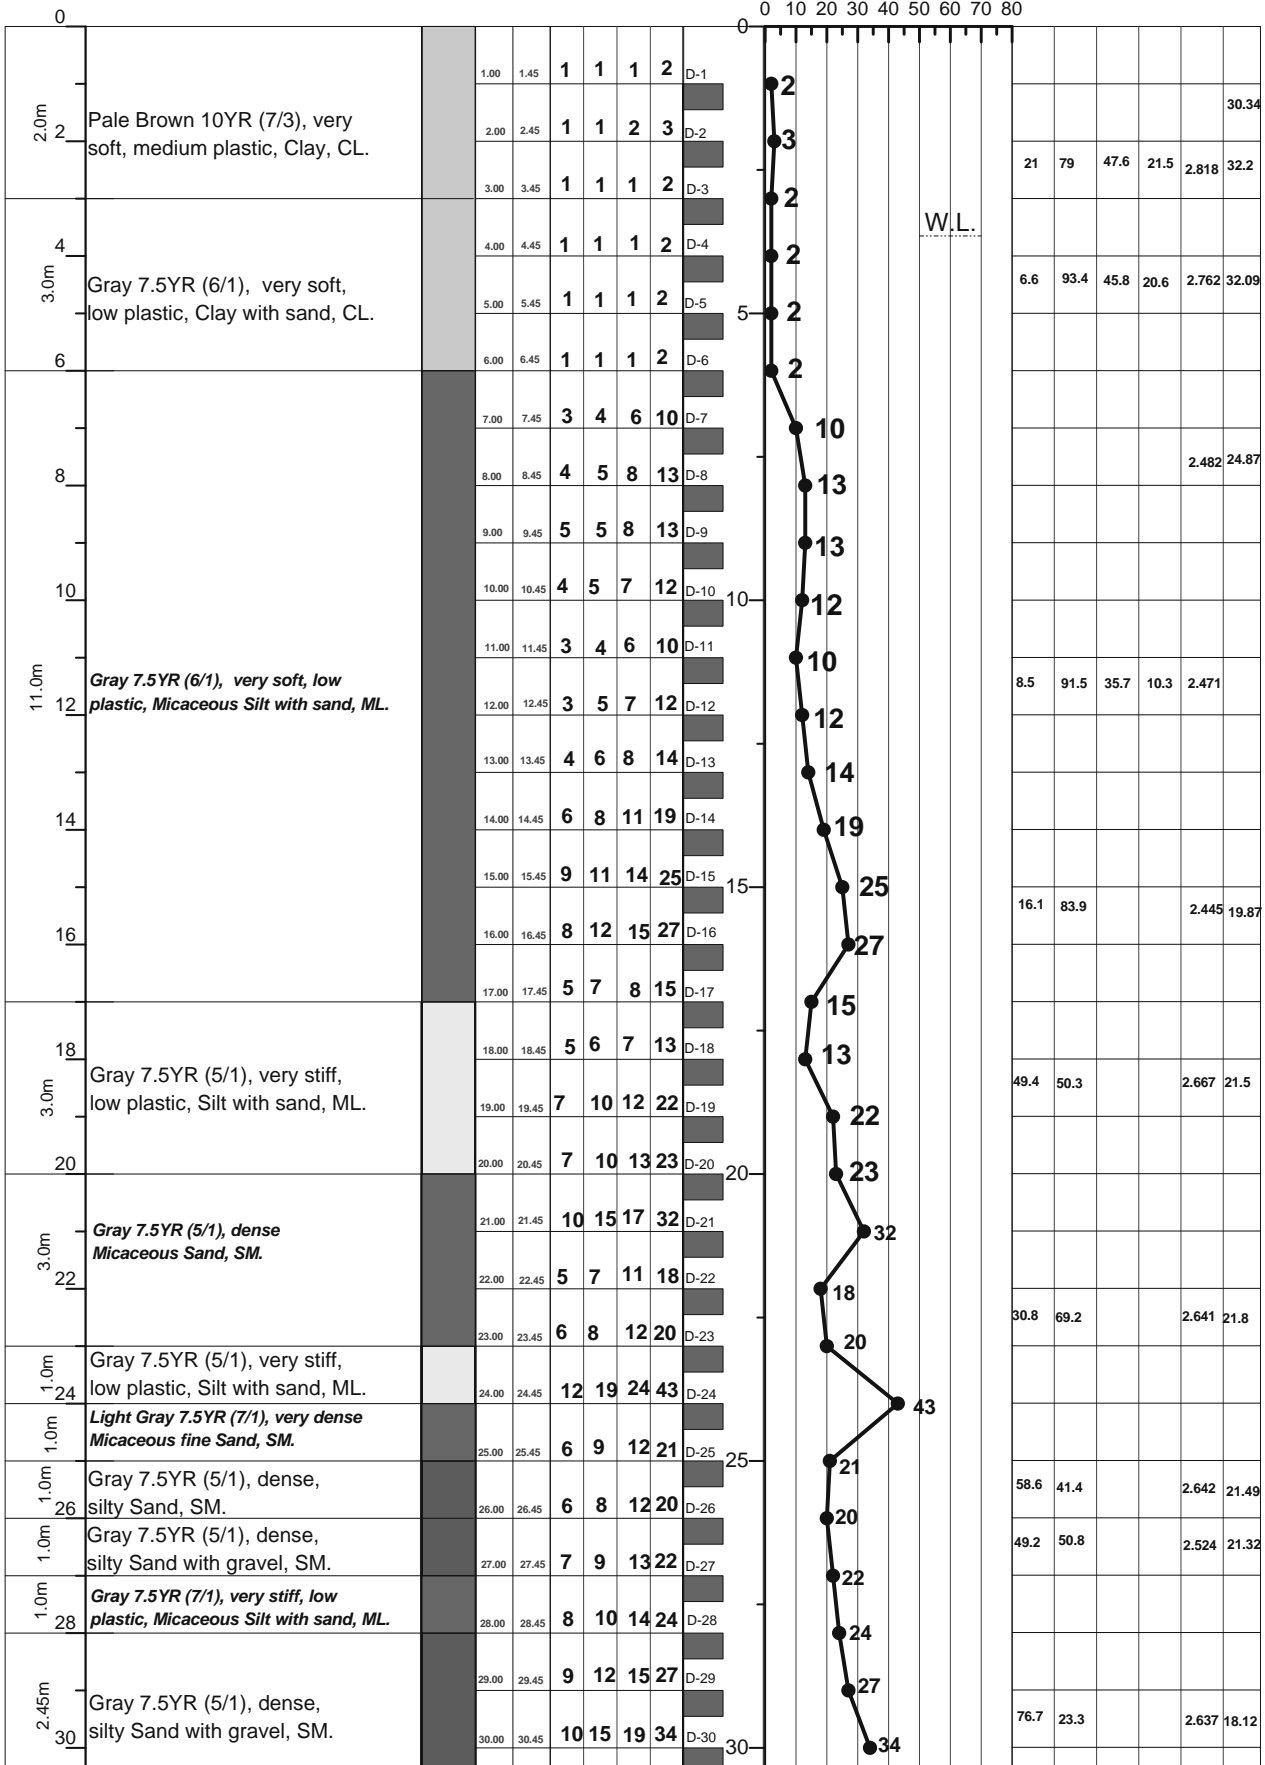 0
0 10 20 30 40 50 60 70 80
0
1.00 1.45 1 1 1 2 D-1
2
30.34
2.0m
2
Pale Brown 10YR (7/3), very
soft, medium plastic, Clay, CL.
2.00 2.45 1 1 2 3 D-2
3
21 79 47.6 21.5 2.818 32.2
3.00 3.45 1 1 1 2 D-3
2
W.L.
4
4.00 4.45 1 1 1 2 D-4
2
3.0m
Gray 7.5YR (6/1), very soft,
low plastic, Clay with sand, CL.
6.6 93.4 45.8 20.6 2.762 32.09
5.00 5.45 1 1 1 2 D-5
5
2
6
6.00 6.45 1 1 1 2 D-6
2
7.00 7.45 3 4 6 10 D-7
10
2.482 24.87
8
8.00 8.45 4 5 8 13 D-8
13
9.00 9.45 5 5 8 13 D-9
13
10
10.00 10.45 4 5 7 12 D-10
10
12
11.00 11.45 3 4 6 10 D-11
10
11.0m
Gray 7.5YR (6/1), very soft, low
plastic, Micaceous Silt with sand, ML.
8.5 91.5 35.7 10.3 2.471
12
12.00 12.45 3 5 7 12 D-12
12
13.00 13.45 4 6 8 14 D-13
14
14
14.00 14.45 6 8 11 19 D-14
19
15.00 15.45 9 11 14 25 D-15
15
25
16.1 83.9 2.445 19.87
16
16.00 16.45 8 12 15 27 D-16
27
17.00 17.45 5 7 8 15 D-17
15
18
18.00 18.45 5 6 7 13 D-18
13
3.0m
Gray 7.5YR (5/1), very stiff,
low plastic, Silt with sand, ML.
49.4 50.3 2.667 21.5
19.00 19.45 7 10 12 22 D-19
22
20
20.00 20.45 7 10 13 23 D-20
20
23
21.00 21.45 10 15 17 32 D-21
32
3.0m
Gray 7.5YR (5/1), dense
Micaceous Sand, SM.
22
22.00 22.45 5 7 11 18 D-22
18
30.8 69.2 2.641 21.8
23.00 23.45 6 8 12 20 D-23
20
1.0m
24
Gray 7.5YR (5/1), very stiff,
low plastic, Silt with sand, ML.
24.00 24.45 12 19 24 43 D-24
43
1.0m
Light Gray 7.5YR (7/1), very dense
Micaceous fine Sand, SM.
25.00 25.45 6 9 12 21 D-25
25
21
1.0m
26
Gray 7.5YR (5/1), dense,
silty Sand, SM.
58.6 41.4 2.642 21.49
26.00 26.45 6 8 12 20 D-26
20
1.0m
Gray 7.5YR (5/1), dense,
silty Sand with gravel, SM.
49.2 50.8 2.524 21.32
27.00 27.45 7 9 13 22 D-27
22
1.0m
28
Gray 7.5YR (7/1), very stiff, low
plastic, Micaceous Silt with sand, ML.
28.00 28.45 8 10 14 24 D-28
24
29.00 29.45 9 12 15 27 D-29
27
2.45m
30
Gray 7.5YR (5/1), dense,
silty Sand with gravel, SM.
76.7 23.3 2.637 18.12
30.00 30.45 10 15 19 34 D-30
30
34